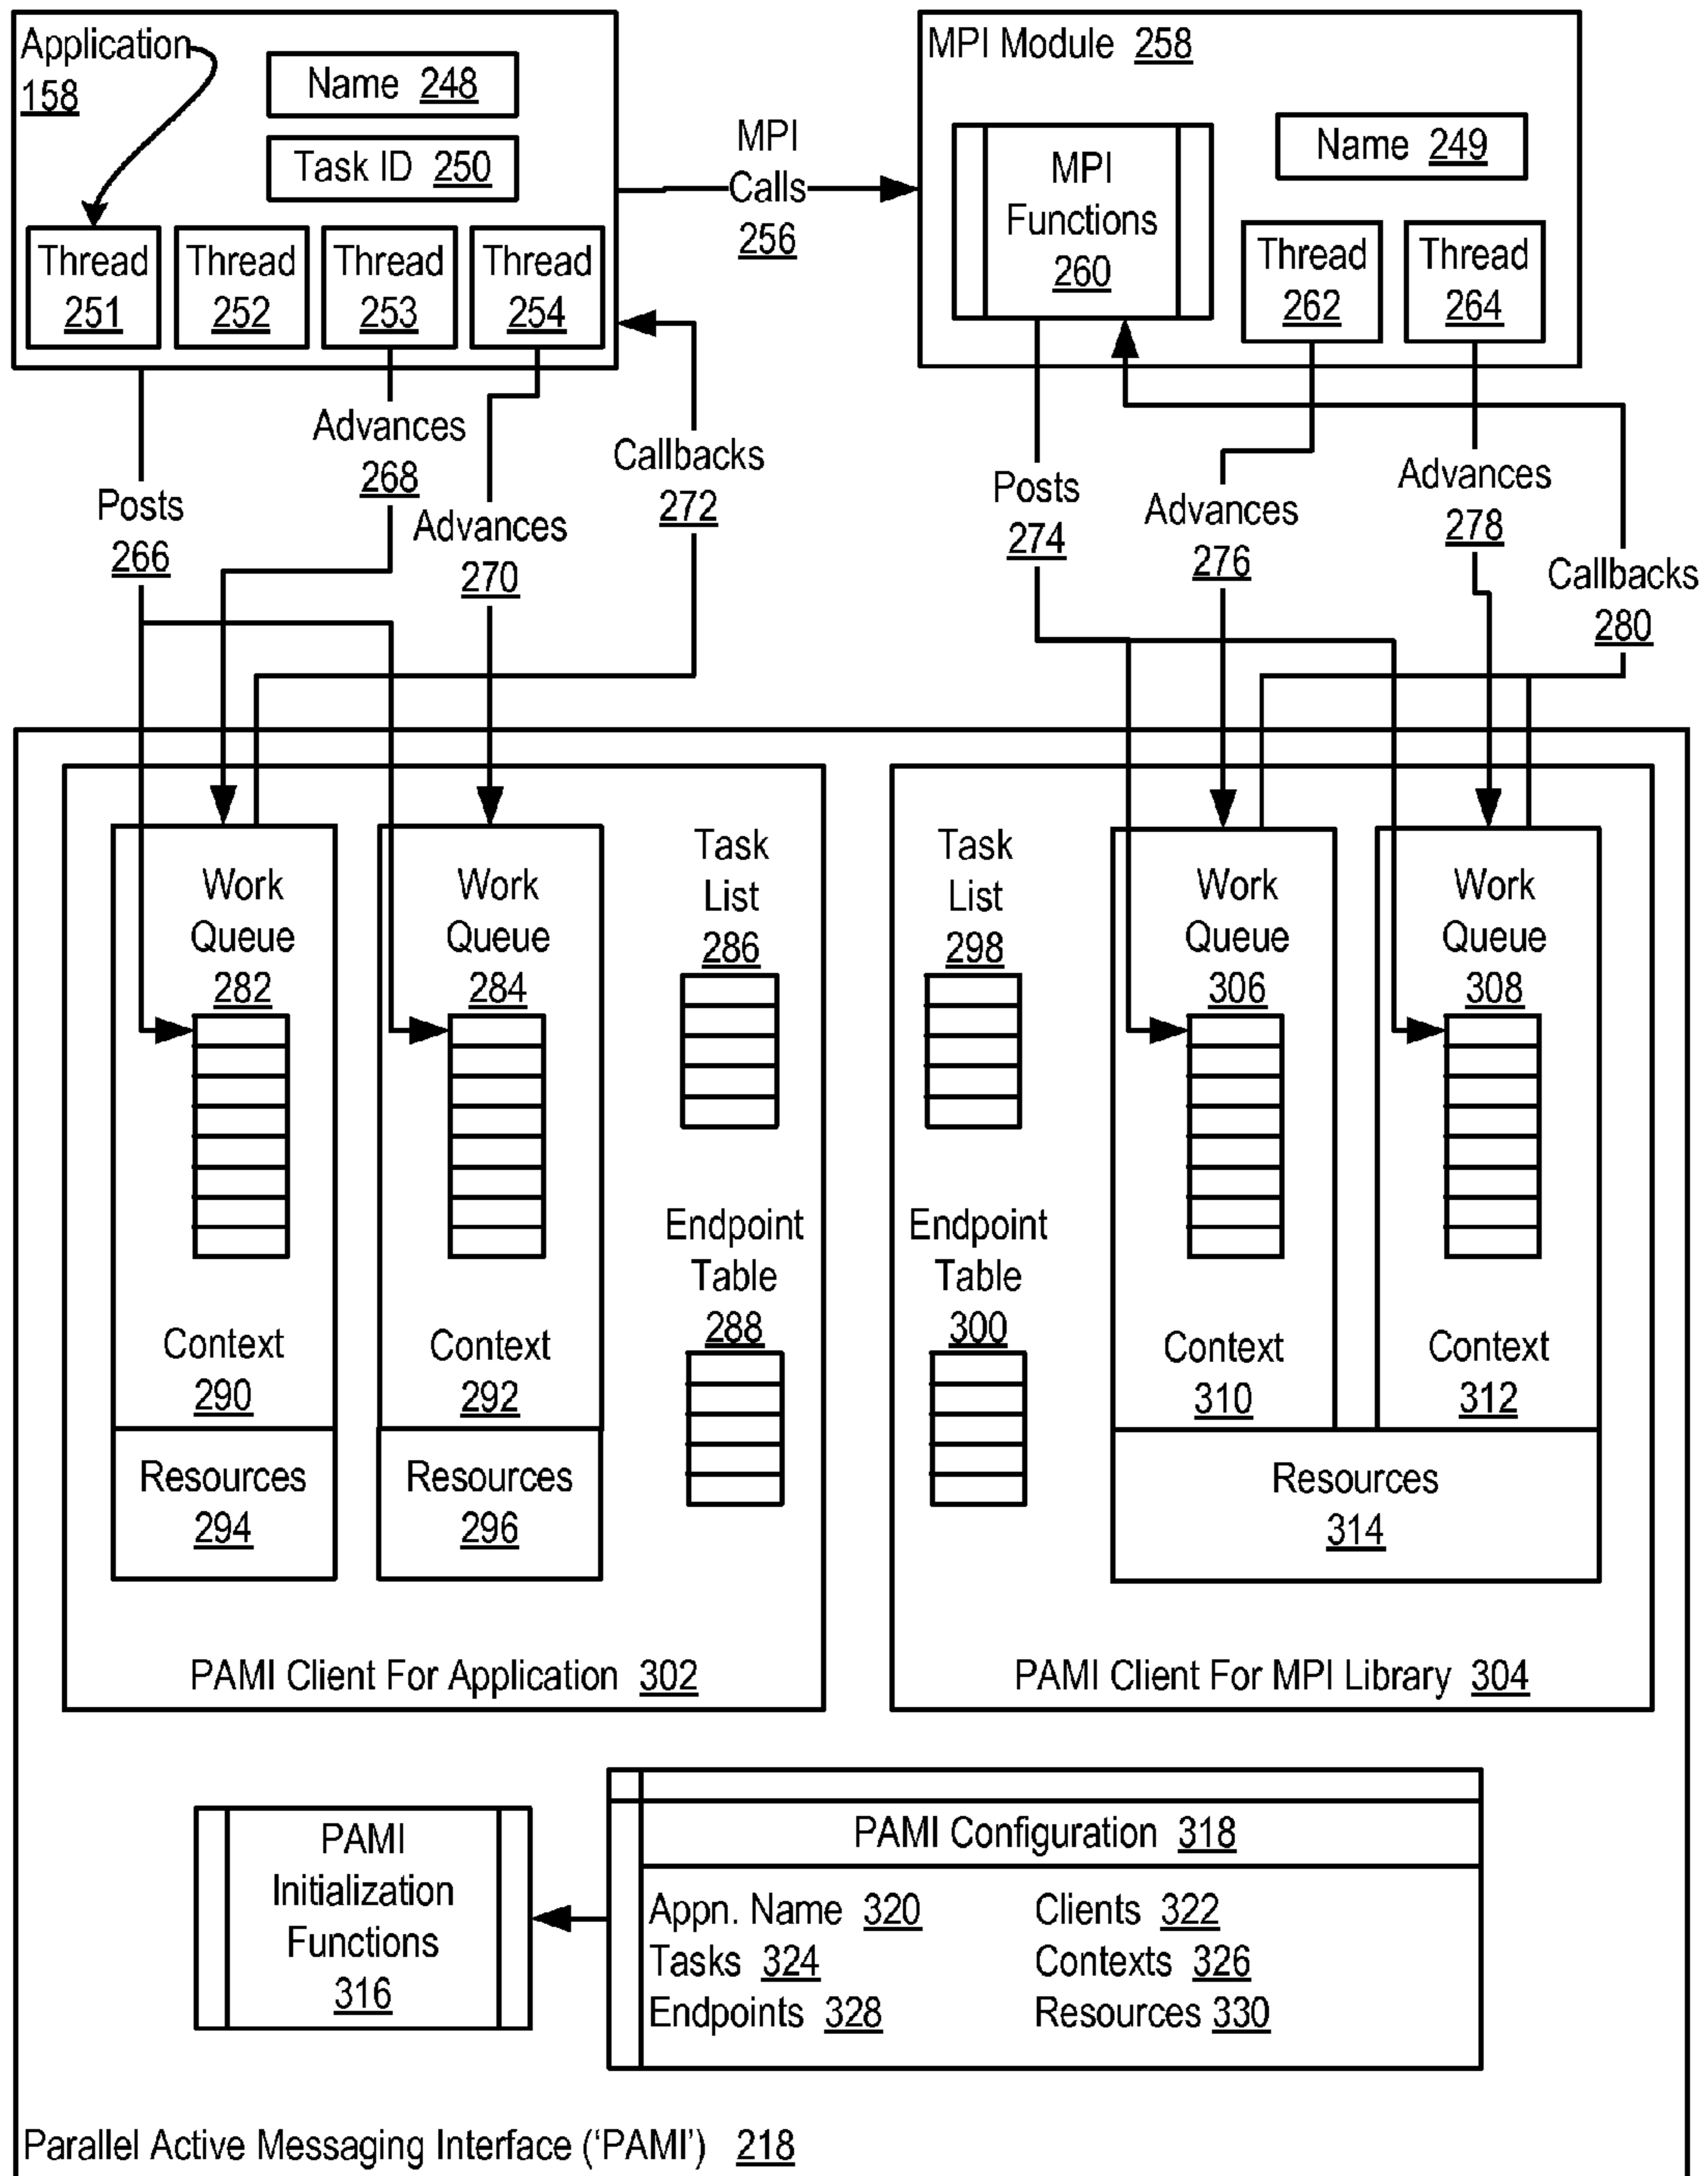 Application
158
Name 248
Task ID 250
Thread
251
Thread
252
Thread
253
Thread
254
MPI
Calls
256
MPI Module 258
MPI
Functions
260
Name 249
Thread
262
Thread
264
Posts
266
Advances
268
Advances
270
Callbacks
272
Posts
274
Advances
276
Advances
278
Callbacks
280
Work
Queue
282
Context
290
Resources
294
Work
Queue
284
Context
292
Resources
296
Task
List
286
Endpoint
Table
288
PAMI Client For Application 302
Task
List
298
Endpoint
Table
300
Work
Queue
306
Context
310
Work
Queue
308
Context
312
Resources
314
PAMI Client For MPI Library 304
PAMI
Initialization
Functions
316
PAMI Configuration 318
Appn. Name 320 Clients 322
Tasks 324 Contexts 326
Endpoints 328 Resources 330
Parallel Active Messaging Interface (‘PAMI’) 218